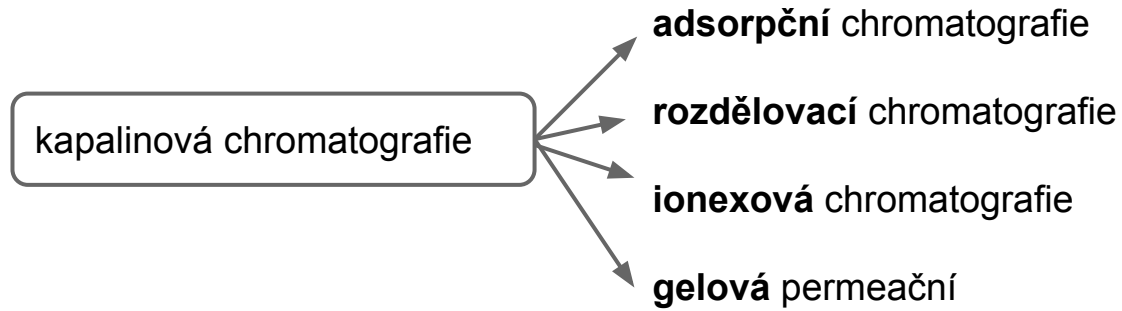 adsorpční chromatografie
rozdělovací chromatografie
kapalinová chromatografie
ionexová chromatografie
gelová permeační